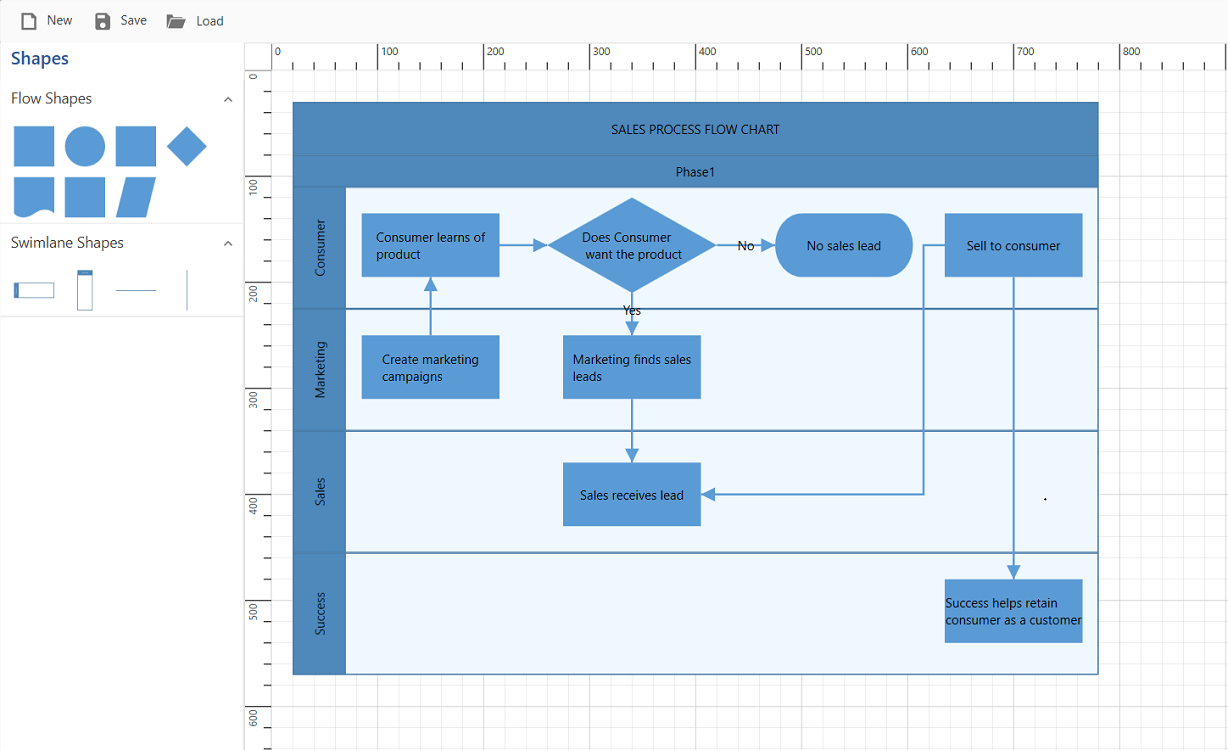 New Save Load
Shapes
Flow Shapes
Swimlane Shapes
0 100 200 300 400 500 600 700 800
0
100
200
300
400
500
600
SALES PROCESS FLOW CHART
Phase1
Consumer
Consumer learns of
product
Does Consumer
want the product
No
No sales lead
Sell to consumer
Yes
Marketing
Create marketing
campaigns
Marketing finds sales
leads
Sales
Sales receives lead
Success
Success helps retain
consumer as a customer